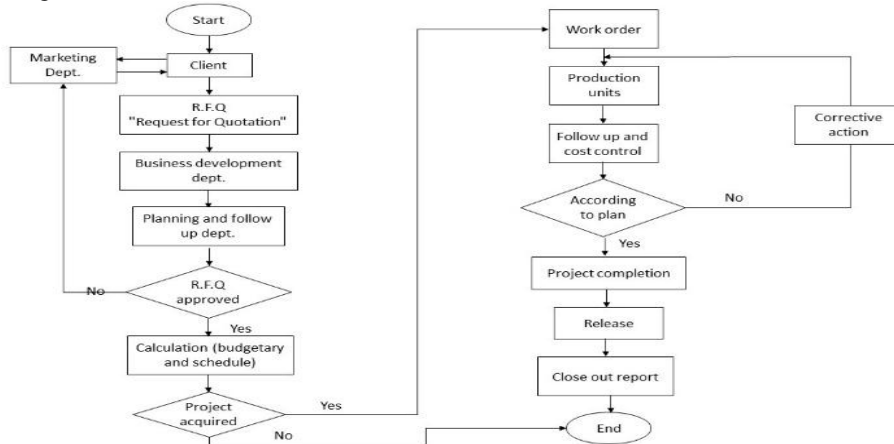 Start
Marketing
Dept.
Client
R.F.Q
"Request for Quotation"
Business development
dept.
Planning and follow
up dept.
No
R.F.Q
approved
Yes
Calculation (budgetary
and schedule)
Project
acquired
Yes
No
Work order
Production
units
Corrective
action
Follow up and
cost control
According
to plan
No
Yes
Project completion
Release
Close out report
End